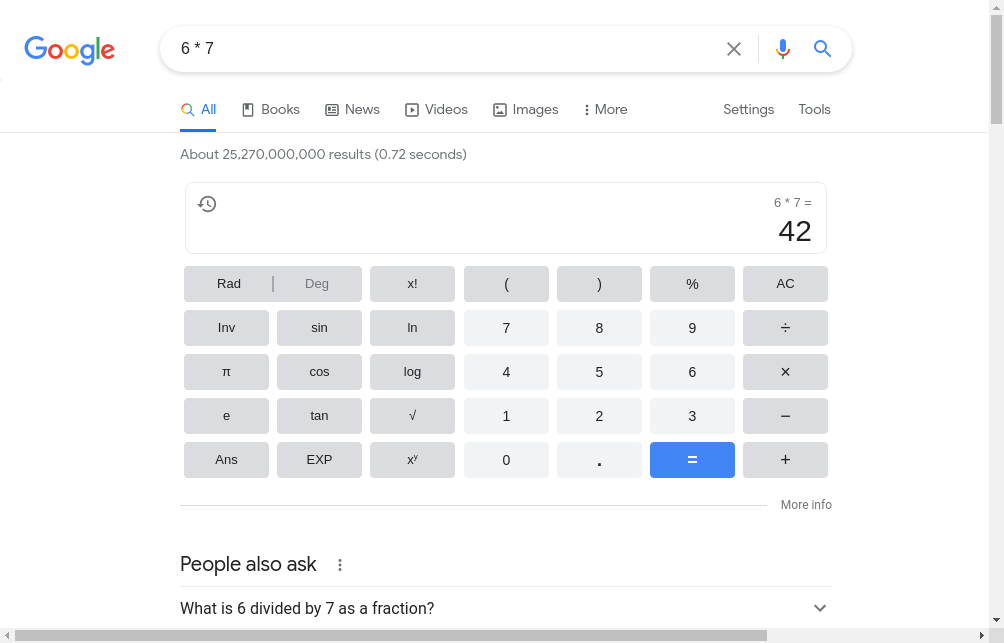 Google
6 * 7
All Books News Videos Images More Settings Tools
About 25,270,000,000 results (0.72 seconds)
6 * 7 =
42
Rad | Deg x! ( ) % AC
Inv sin ln 7 8 9 ÷
π cos log 4 5 6 ×
e tan √ 1 2 3 −
Ans EXP xʸ 0 . = +
More info
People also ask
What is 6 divided by 7 as a fraction?